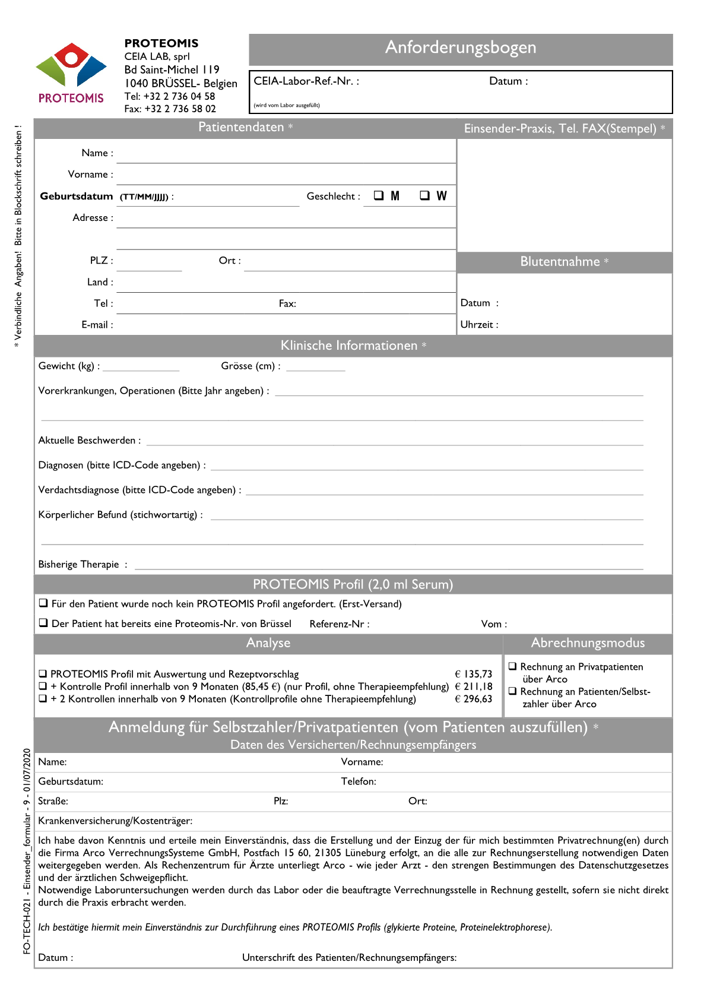 PROTEOMIS
PROTEOMIS
CEIA LAB, sprl
Bd Saint-Michel 119
1040 BRÜSSEL- Belgien
Tel: +32 2 736 04 58
Fax: +32 2 736 58 02
Anforderungsbogen
CEIA-Labor-Ref.-Nr. : Datum :
(wird vom Labor ausgefüllt)
* Verbindliche Angaben! Bitte in Blockschrift schreiben !
Patientendaten *
Name :
Vorname :
Geburtsdatum (TT/MM/JJJJ) : Geschlecht : ❑ M ❑ W
Adresse :
PLZ : Ort :
Land :
Tel : Fax:
E-mail :
Einsender-Praxis, Tel. FAX(Stempel) *
Blutentnahme *
Datum :
Uhrzeit :
Klinische Informationen *
Gewicht (kg) : Grösse (cm) :
Vorerkrankungen, Operationen (Bitte Jahr angeben) :
Aktuelle Beschwerden :
Diagnosen (bitte ICD-Code angeben) :
Verdachtsdiagnose (bitte ICD-Code angeben) :
Körperlicher Befund (stichwortartig) :
Bisherige Therapie :
PROTEOMIS Profil (2,0 ml Serum)
❑ Für den Patient wurde noch kein PROTEOMIS Profil angefordert. (Erst-Versand)
❑ Der Patient hat bereits eine Proteomis-Nr. von Brüssel Referenz-Nr : Vom :
Analyse
❑ PROTEOMIS Profil mit Auswertung und Rezeptvorschlag € 135,73
❑ + Kontrolle Profil innerhalb von 9 Monaten (85,45 €) (nur Profil, ohne Therapieempfehlung) € 211,18
❑ + 2 Kontrollen innerhalb von 9 Monaten (Kontrollprofile ohne Therapieempfehlung) € 296,63
Abrechnungsmodus
❑ Rechnung an Privatpatienten
über Arco
❑ Rechnung an Patienten/Selbst-
zahler über Arco
Anmeldung für Selbstzahler/Privatpatienten (vom Patienten auszufüllen) *
Daten des Versicherten/Rechnungsempfängers
Name: Vorname:
Geburtsdatum: Telefon:
Straße: Plz: Ort:
Krankenversicherung/Kostenträger:
Ich habe davon Kenntnis und erteile mein Einverständnis, dass die Erstellung und der Einzug der für mich bestimmten Privatrechnung(en) durch
die Firma Arco VerrechnungsSysteme GmbH, Postfach 15 60, 21305 Lüneburg erfolgt, an die alle zur Rechnungserstellung notwendigen Daten
weitergegeben werden. Als Rechenzentrum für Ärzte unterliegt Arco - wie jeder Arzt - den strengen Bestimmungen des Datenschutzgesetzes
und der ärztlichen Schweigepflicht.
Notwendige Laboruntersuchungen werden durch das Labor oder die beauftragte Verrechnungsstelle in Rechnung gestellt, sofern sie nicht direkt
durch die Praxis erbracht werden.
Ich bestätige hiermit mein Einverständnis zur Durchführung eines PROTEOMIS Profils (glykierte Proteine, Proteinelektrophorese).
Datum : Unterschrift des Patienten/Rechnungsempfängers:
FO-TECH-021 - Einsender_formular - 9 - 01/07/2020